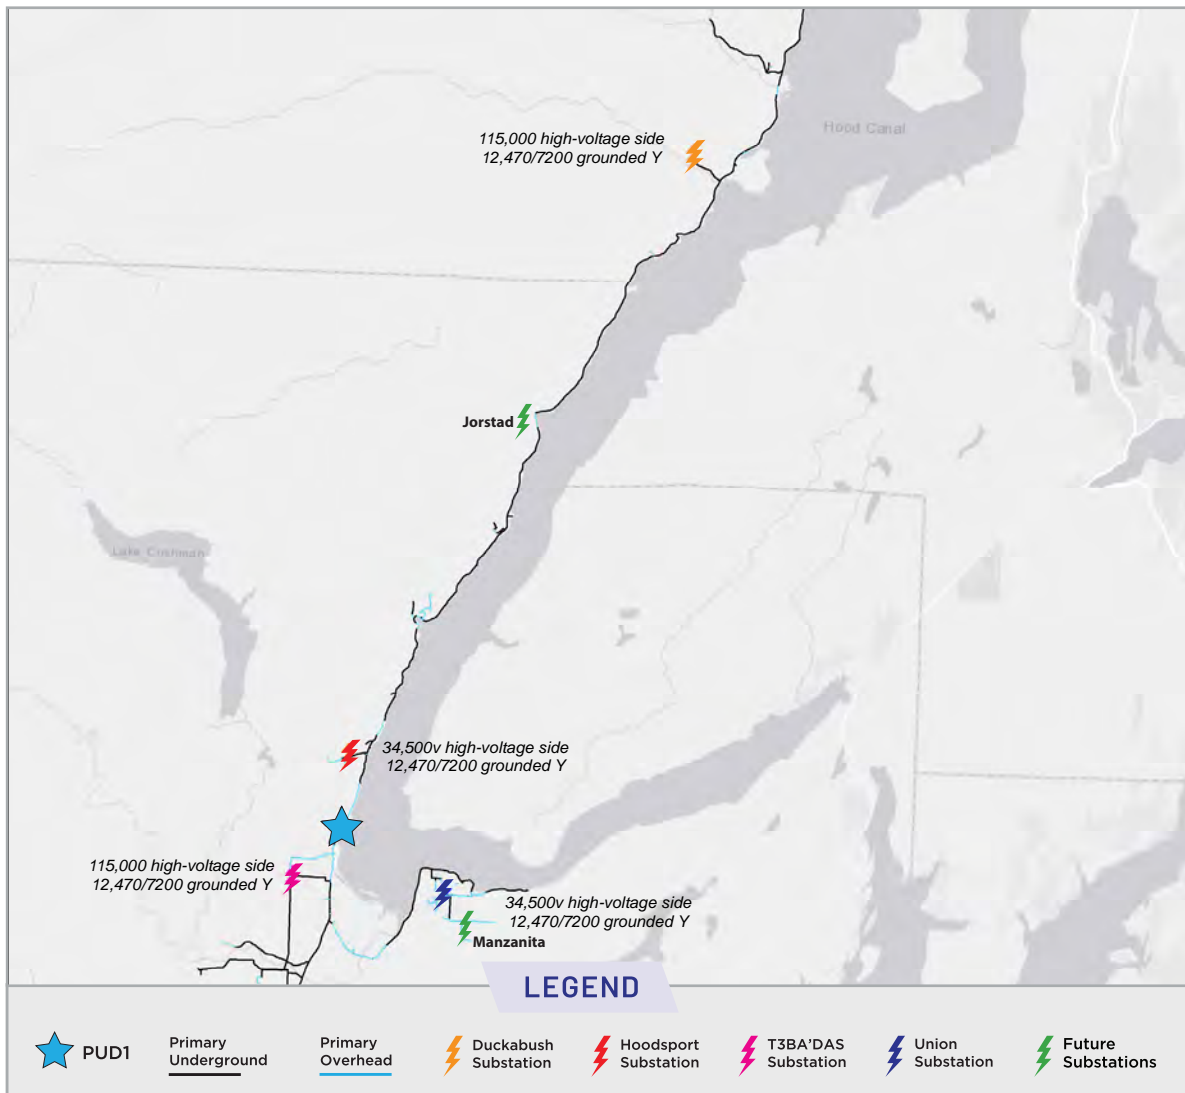 Hood Canal
115,000 high-voltage side
12,470/7200 grounded Y
Jorstad
Lake Cushman
34,500v high-voltage side
12,470/7200 grounded Y
115,000 high-voltage side
12,470/7200 grounded Y
34,500v high-voltage side
12,470/7200 grounded Y
Manzanita
LEGEND
PUD1
Primary
Underground
Primary
Overhead
Duckabush
Substation
Hoodsport
Substation
T3BA'DAS
Substation
Union
Substation
Future
Substations